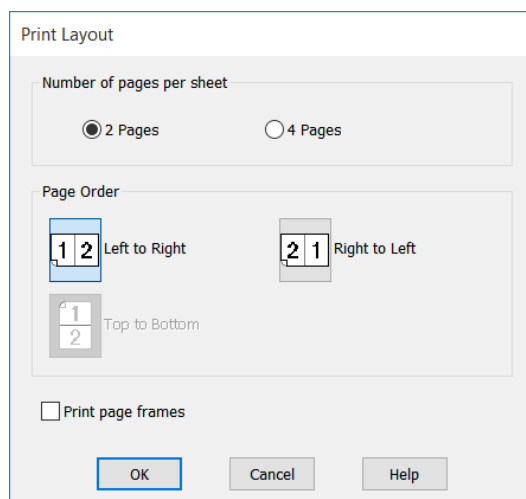 Print Layout
Number of pages per sheet
2 Pages 4 Pages
Page Order
1 2 Left to Right 2 1 Right to Left
1
2 Top to Bottom
Print page frames
OK Cancel Help